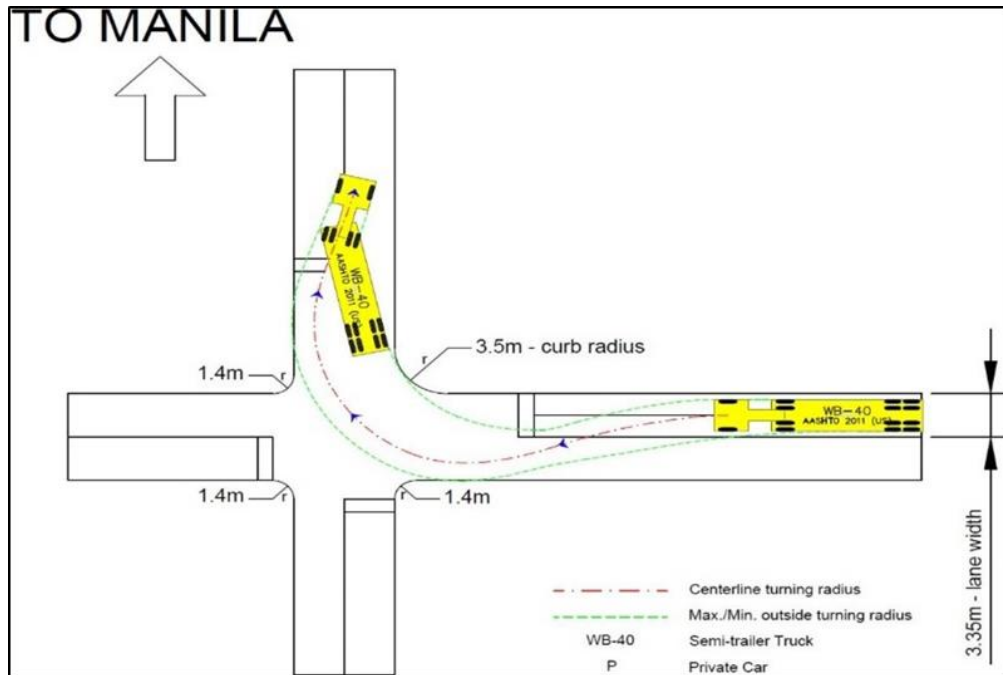 TO MANILA
WB-40
AASHTO 2011 (US)
r
3.5m - curb radius
1.4m
r
WB-40
AASHTO 2011 (US)
1.4m
r
r
1.4m
3.35m - lane width
Centerline turning radius
Max./Min. outside turning radius
WB-40 Semi-trailer Truck
P Private Car